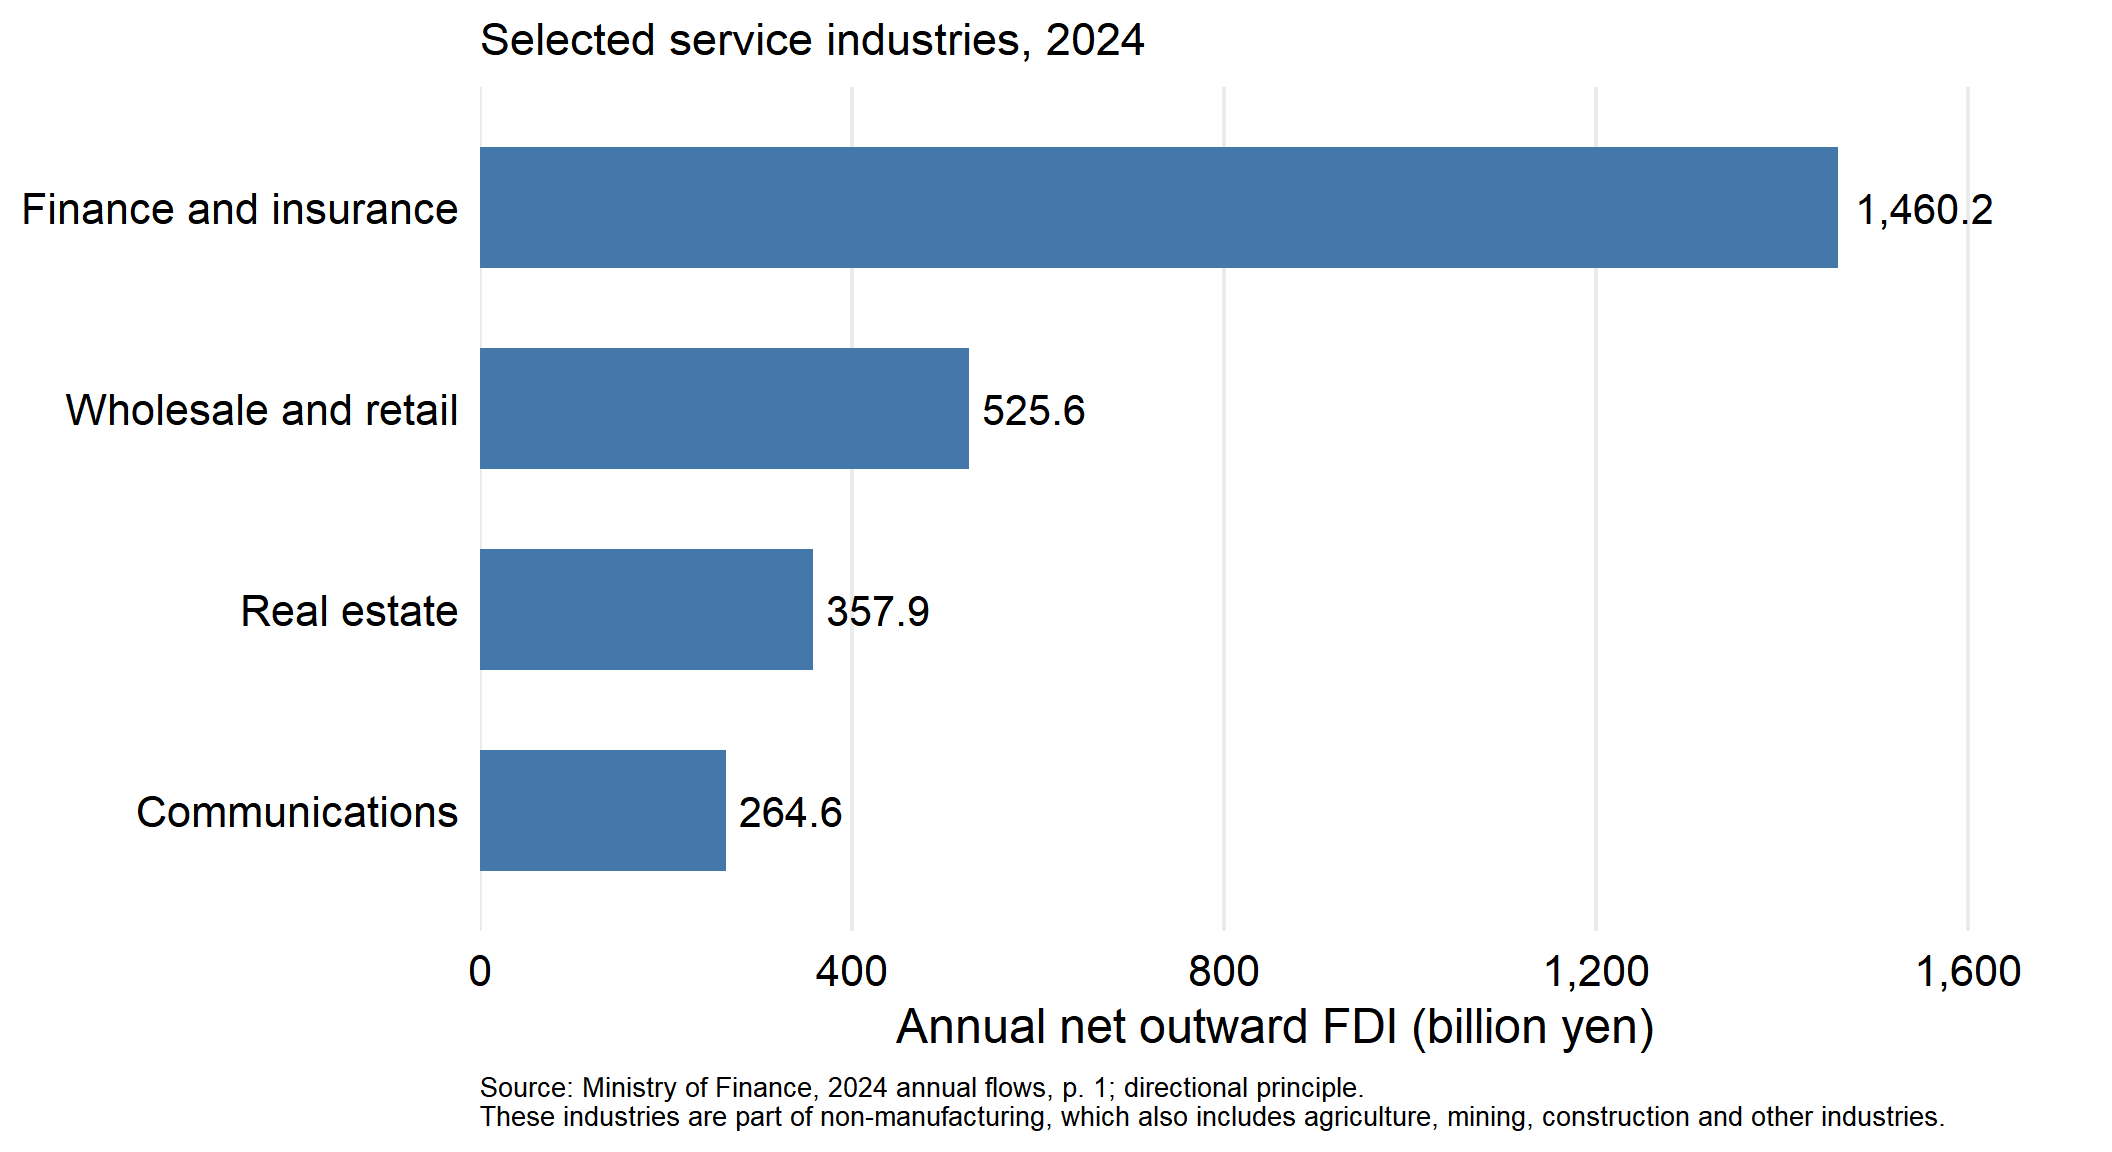 Selected service industries, 2024
Finance and insurance 1,460.2
Wholesale and retail 525.6
Real estate 357.9
Communications 264.6
0 400 800 1,200 1,600
Annual net outward FDI (billion yen)
Source: Ministry of Finance, 2024 annual flows, p. 1; directional principle.
These industries are part of non-manufacturing, which also includes agriculture, mining, construction and other industries.